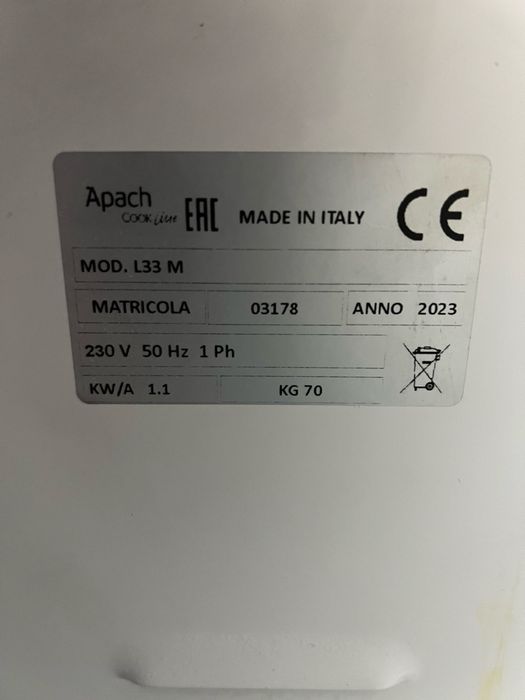 Apach
COOK Line EAC MADE IN ITALY CE
MOD. L33 M
MATRICOLA 03178 ANNO 2023
230 V 50 Hz 1 Ph
KW/A 1.1 KG 70